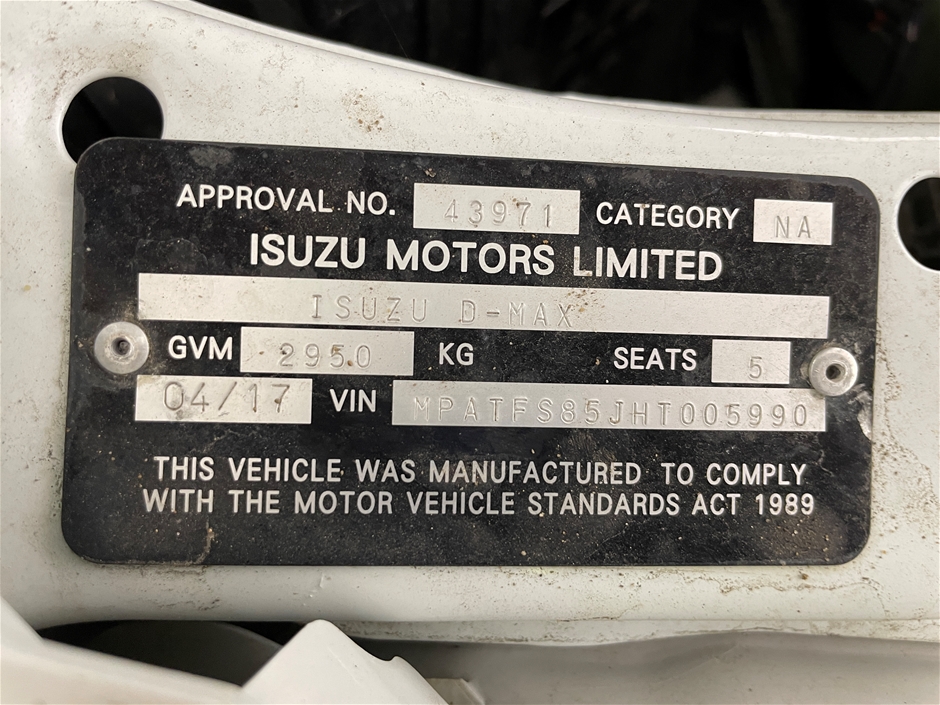 APPROVAL NO. 43971 CATEGORY NA
ISUZU MOTORS LIMITED
ISUZU D-MAX
GVM 2950 KG SEATS 5
04/17 VIN MPATFS85JHT005990
THIS VEHICLE WAS MANUFACTURED TO COMPLY
WITH THE MOTOR VEHICLE STANDARDS ACT 1989